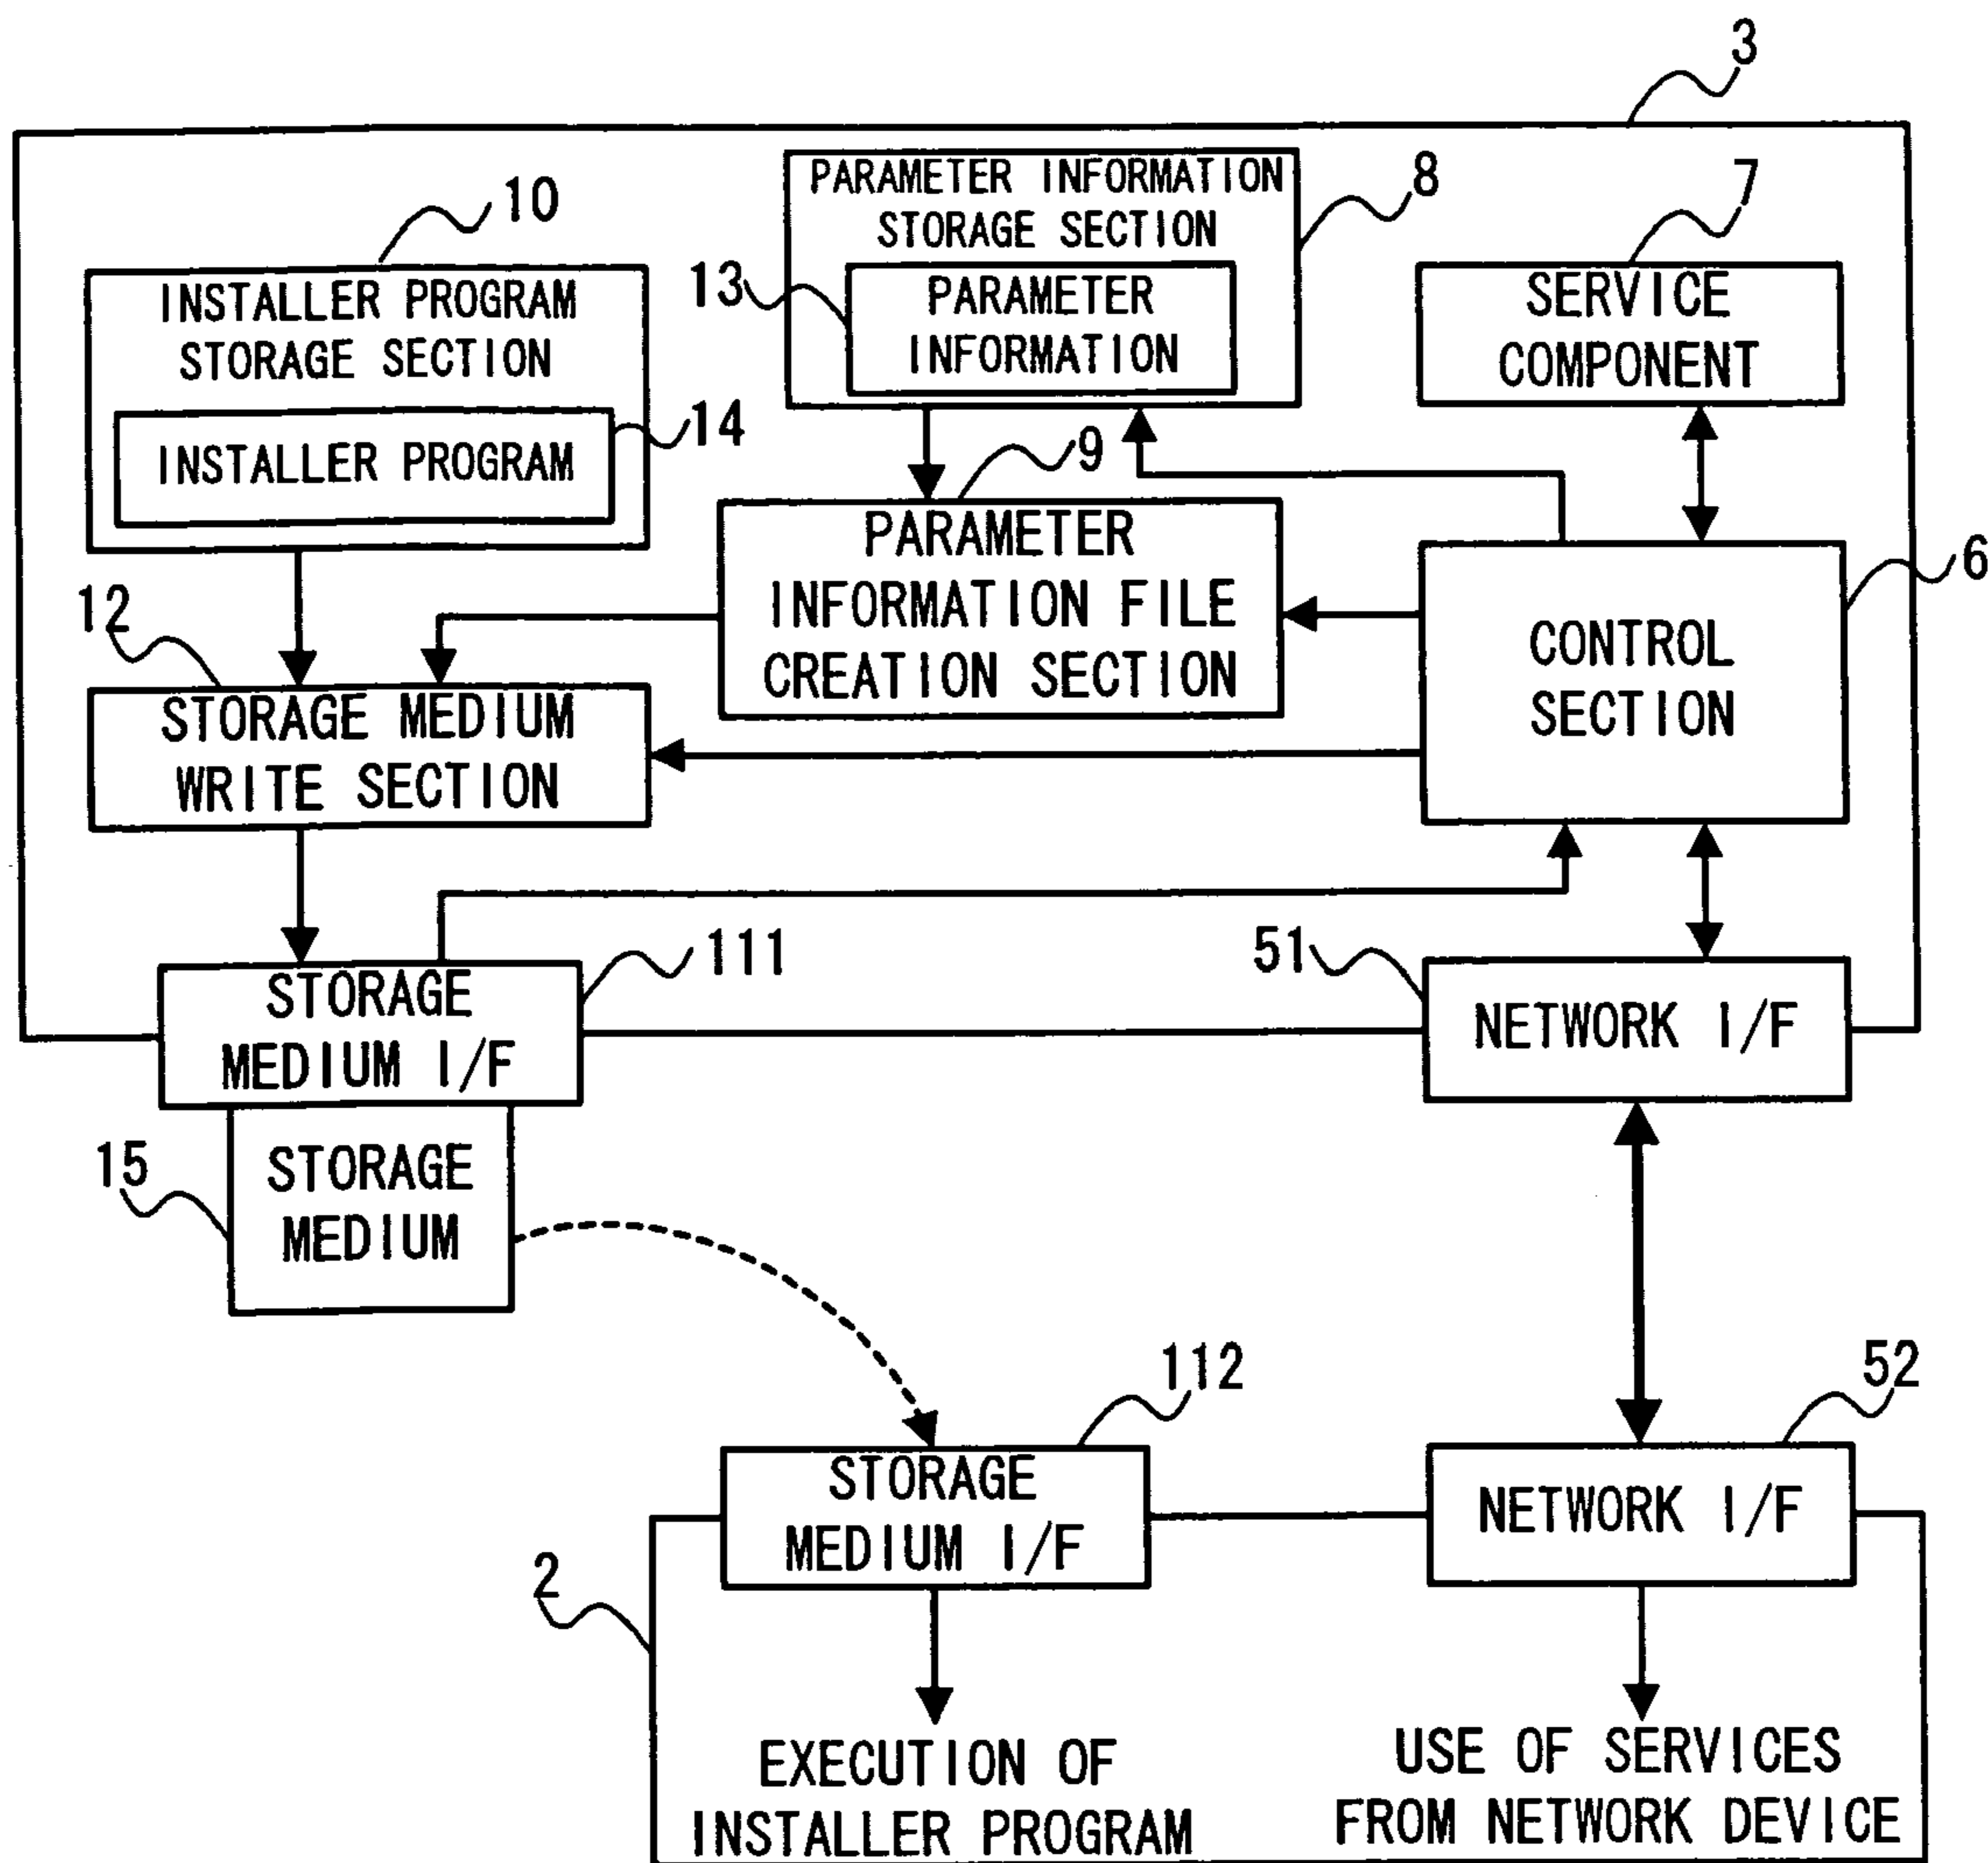 3
PARAMETER INFORMATION
STORAGE SECTION
8
7
10
13
PARAMETER
INFORMATION
SERVICE
COMPONENT
INSTALLER PROGRAM
STORAGE SECTION
14
INSTALLER PROGRAM
9
PARAMETER
INFORMATION FILE
CREATION SECTION
6
CONTROL
SECTION
12
STORAGE MEDIUM
WRITE SECTION
111
51
STORAGE
MEDIUM I/F
NETWORK I/F
15
STORAGE
MEDIUM
112
52
STORAGE
MEDIUM I/F
NETWORK I/F
2
EXECUTION OF
INSTALLER PROGRAM
USE OF SERVICES
FROM NETWORK DEVICE